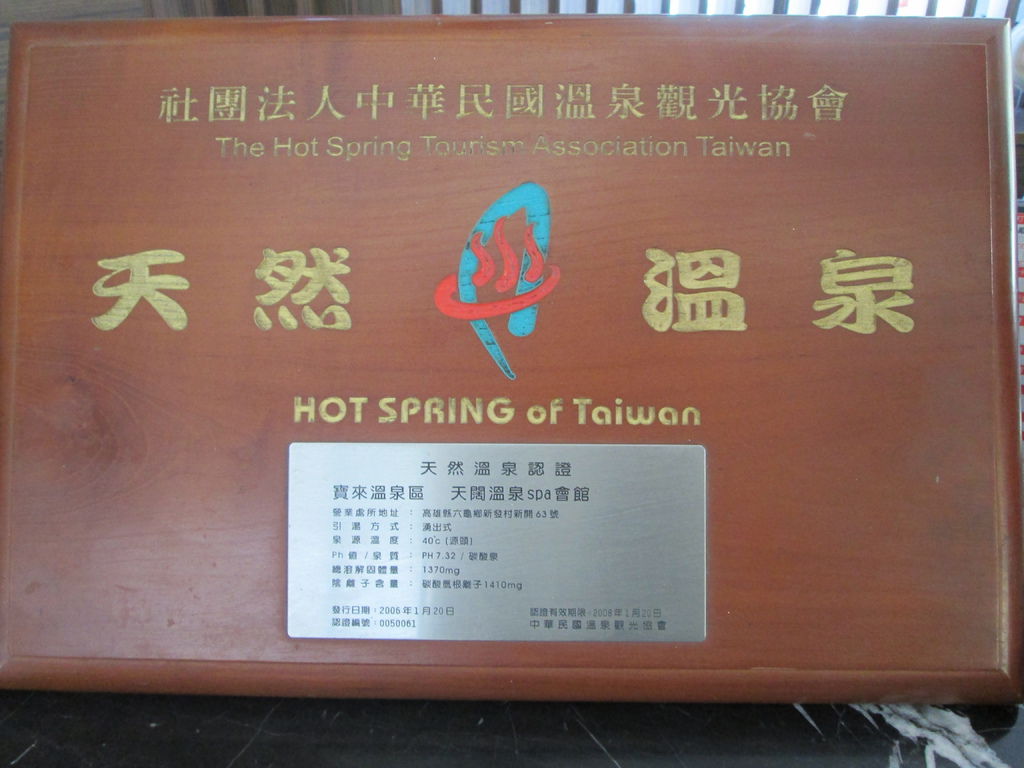 社團法人中華民國溫泉觀光協會
The Hot Spring Tourism Association Taiwan
天然 溫泉
HOT SPRING of Taiwan
天然溫泉認證
寶來溫泉區 天闊溫泉spa會館
營業處所地址：高雄縣六龜鄉新發村新開63號
引湯方式：湧出式
泉源溫度：40°c (源頭)
Ph值/泉質：PH7.32 / 碳酸泉
總溶解固體量：1370mg
陰離子含量：碳酸氫根離子1410mg
發行日期：2006年1月20日 認證有效期限：2008年1月20日
認證編號：0050061 中華民國溫泉觀光協會